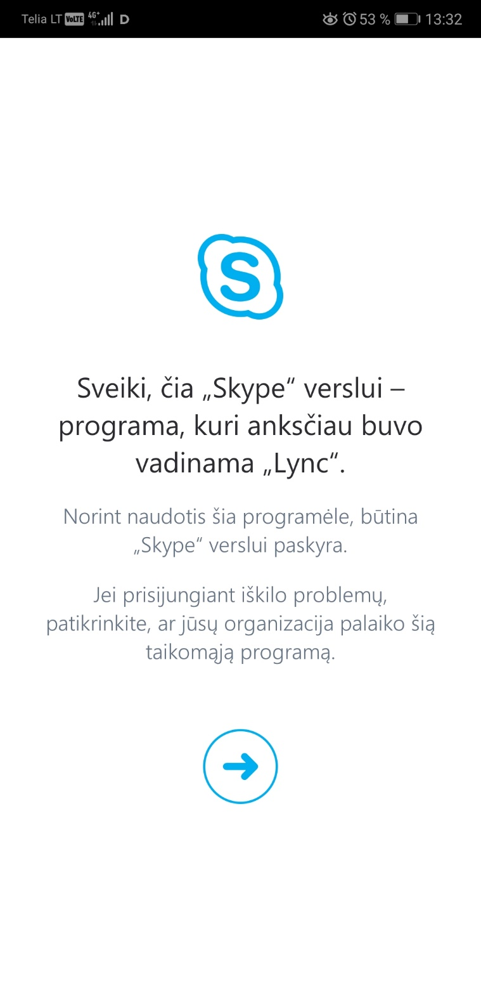 Telia LT VoLTE 4G+ D 53 % 13:32
S
Sveiki, čia „Skype“ verslui –
programa, kuri anksčiau buvo
vadinama „Lync“.
Norint naudotis šia programėle, būtina
„Skype“ verslui paskyra.
Jei prisijungiant iškilo problemų,
patikrinkite, ar jūsų organizacija palaiko šią
taikomąją programą.